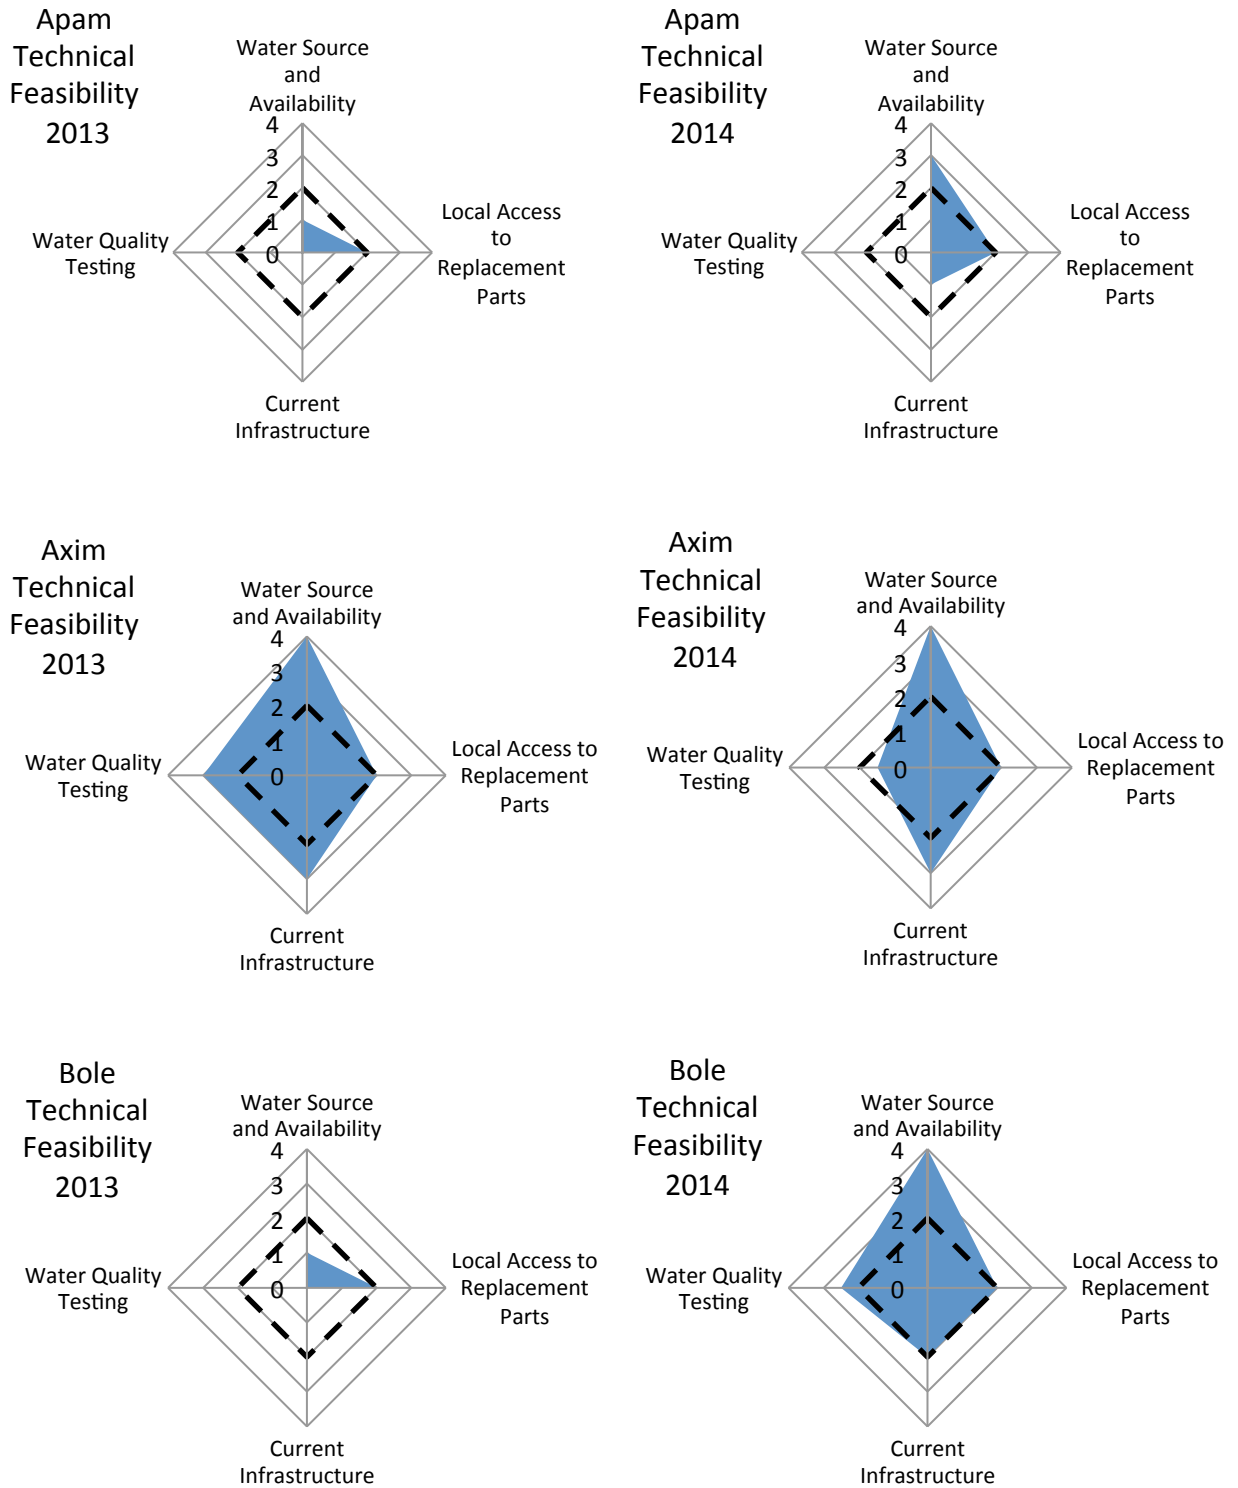 Apam
Technical
Feasibility
2013
Water Source
and
Availability
4
3
2
1
0
Local Access
to
Replacement
Parts
Current
Infrastructure
Water Quality
Testing
Apam
Technical
Feasibility
2014
Water Source
and
Availability
4
3
2
1
0
Local Access
to
Replacement
Parts
Current
Infrastructure
Water Quality
Testing
Axim
Technical
Feasibility
2013
Water Source
and Availability
4
3
2
1
0
Local Access to
Replacement
Parts
Current
Infrastructure
Water Quality
Testing
Axim
Technical
Feasibility
2014
Water Source
and Availability
4
3
2
1
0
Local Access to
Replacement
Parts
Current
Infrastructure
Water Quality
Testing
Bole
Technical
Feasibility
2013
Water Source
and Availability
4
3
2
1
0
Local Access to
Replacement
Parts
Current
Infrastructure
Water Quality
Testing
Bole
Technical
Feasibility
2014
Water Source
and Availability
4
3
2
1
0
Local Access to
Replacement
Parts
Current
Infrastructure
Water Quality
Testing